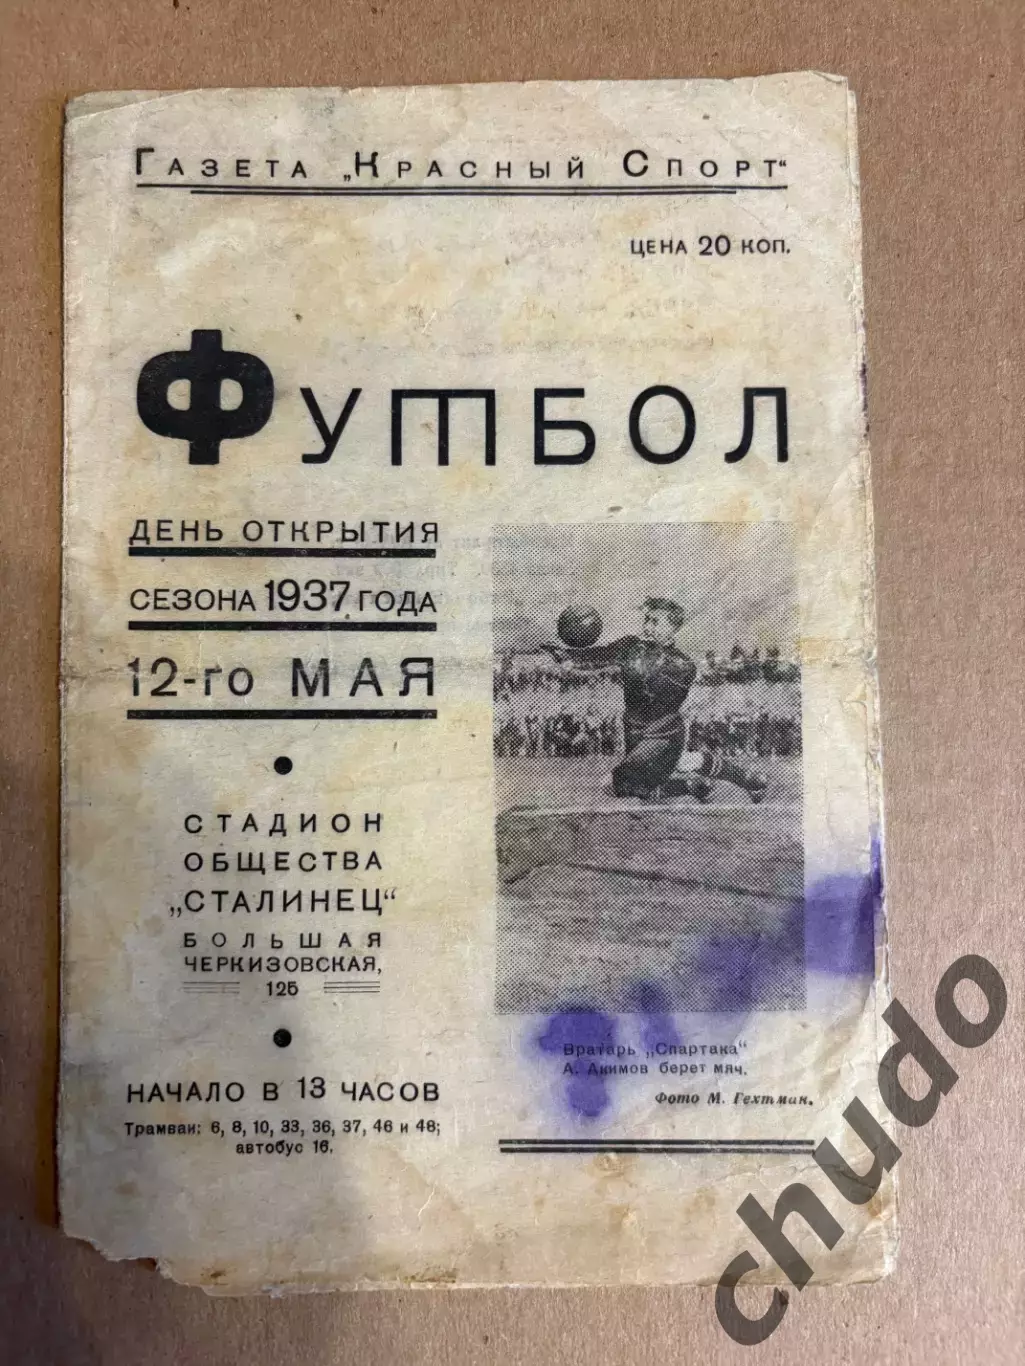 Газета „Красный Спорт“
ЦЕНА 20 КОП.
ФУТБОЛ
ДЕНЬ ОТКРЫТИЯ
СЕЗОНА 1937 ГОДА
12-го МАЯ
СТАДИОН
ОБЩЕСТВА
„СТАЛИНЕЦ“
БОЛЬШАЯ
ЧЕРКИЗОВСКАЯ,
125
НАЧАЛО В 13 ЧАСОВ
Трамваи: 6, 8, 10, 33, 36, 37, 46 и 48;
автобус 16.
Вратарь „Спартака“
А. Акимов берет мяч.
Фото М. Гехтман.
chudo